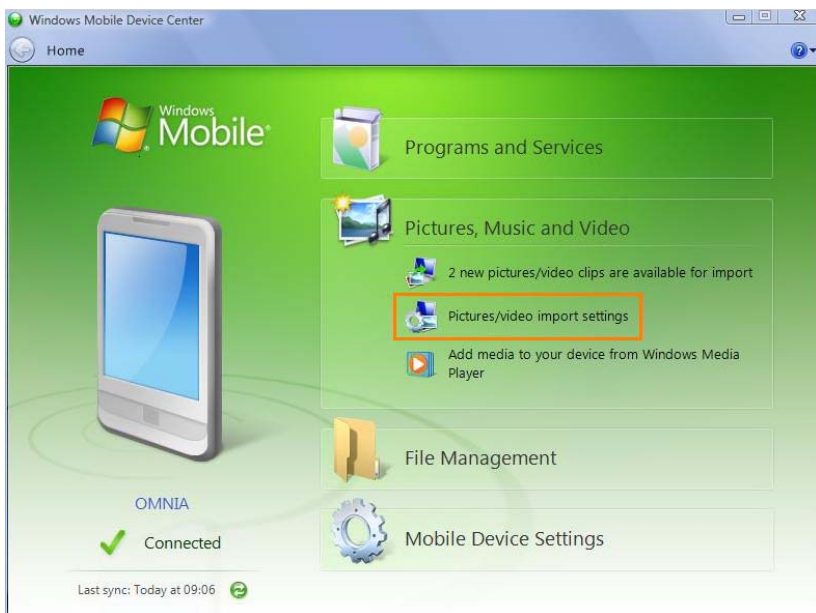 Windows Mobile Device Center
Home
Windows
Mobile®
Programs and Services
Pictures, Music and Video
2 new pictures/video clips are available for import
Pictures/video import settings
Add media to your device from Windows Media
Player
File Management
OMNIA
Connected
Mobile Device Settings
Last sync: Today at 09:06